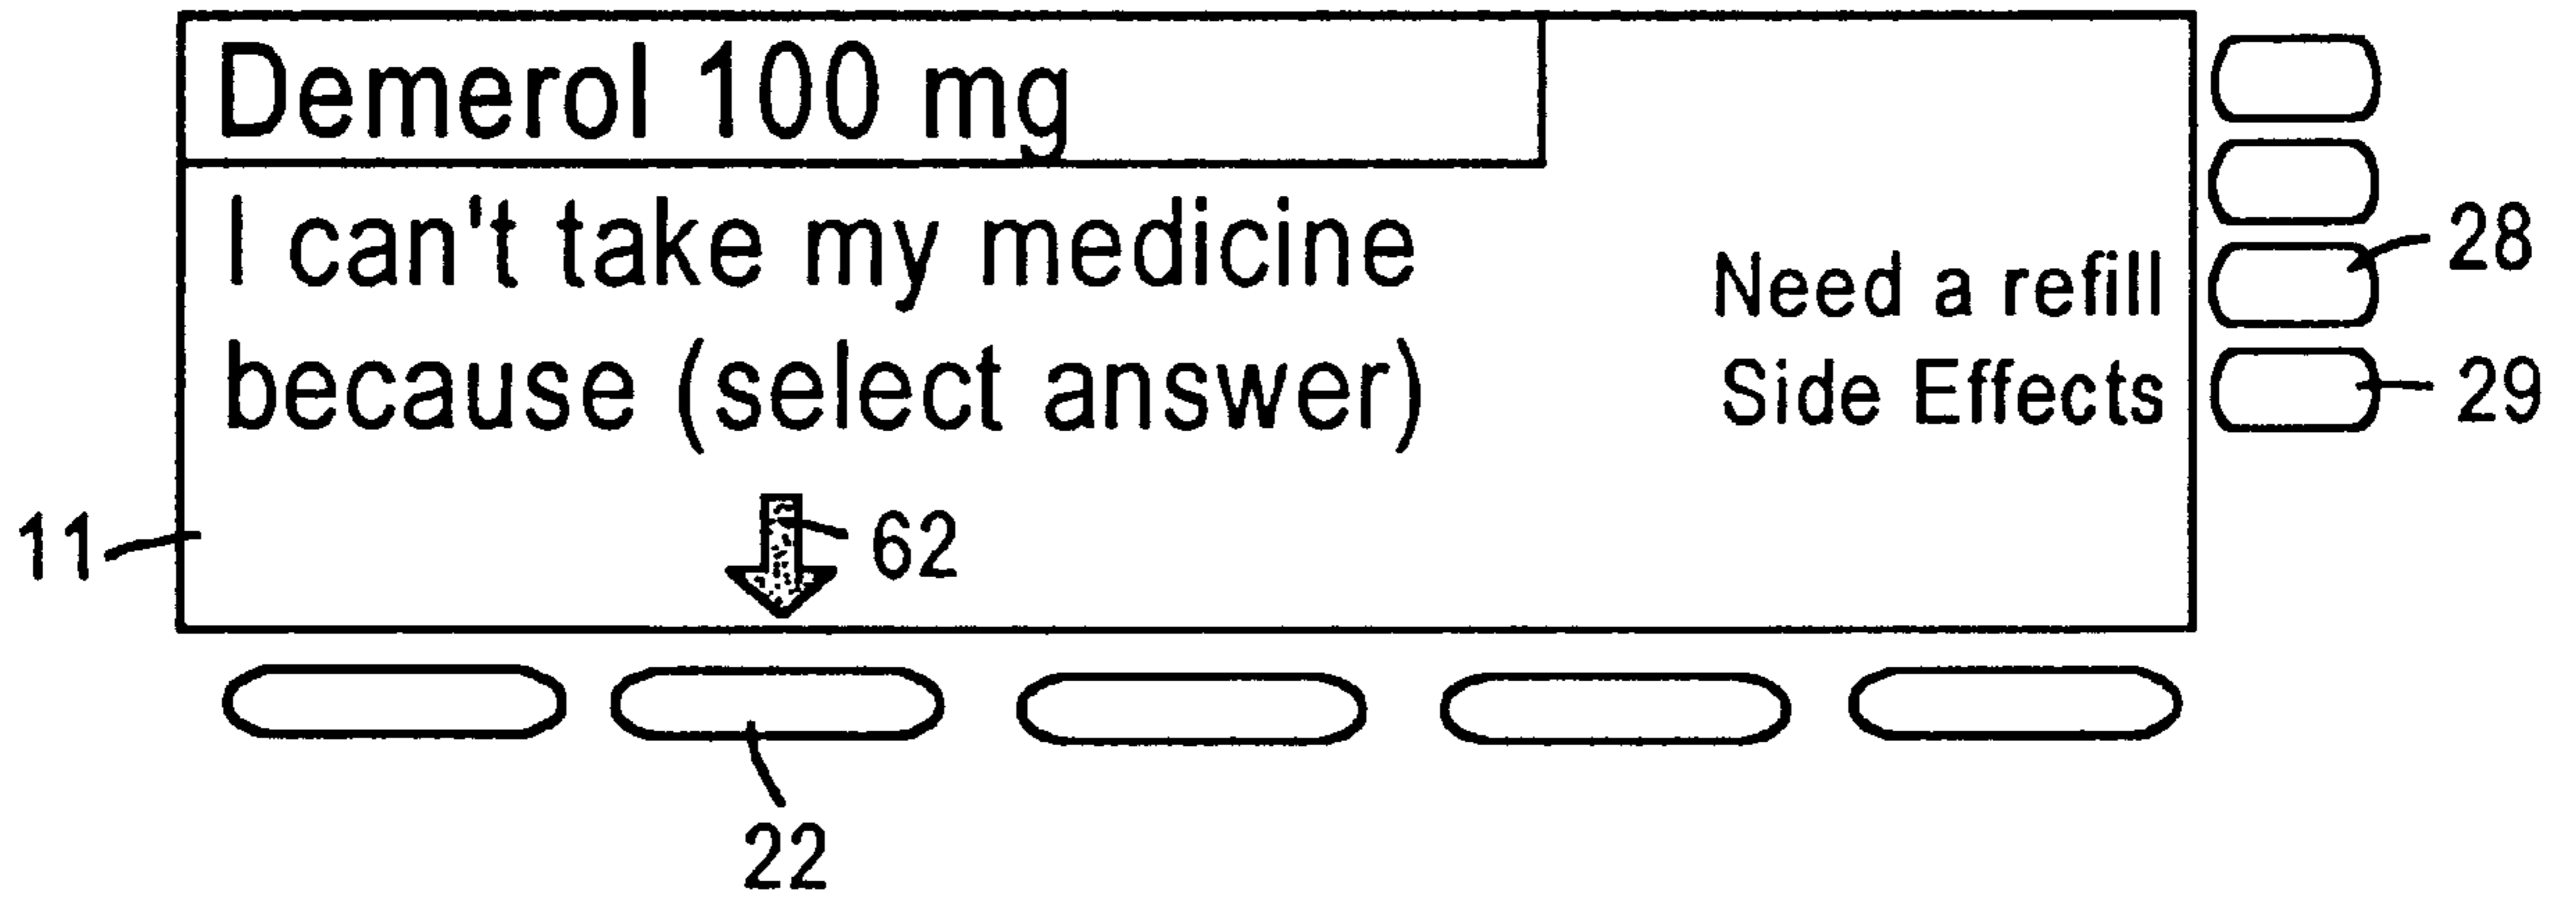 Demerol 100 mg
I can't take my medicine
because (select answer)
Need a refill
Side Effects
28
29
11
62
22